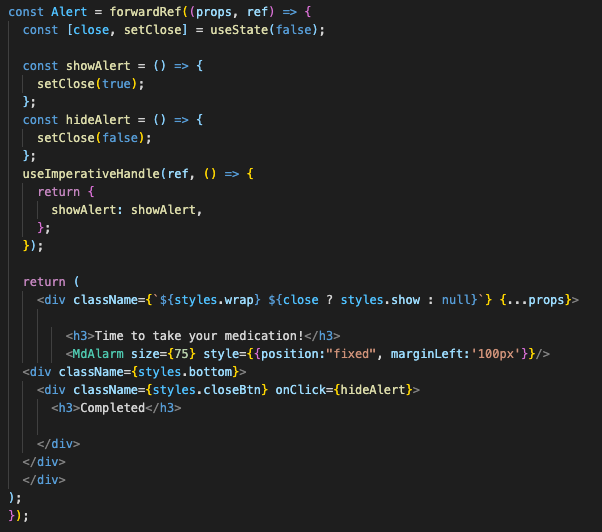 const Alert = forwardRef((props, ref) => {
  const [close, setClose] = useState(false);

  const showAlert = () => {
    setClose(true);
  };
  const hideAlert = () => {
    setClose(false);
  };
  useImperativeHandle(ref, () => {
    return {
      showAlert: showAlert,
    };
  });

  return (
    <div className={`${styles.wrap} ${close ? styles.show : null}`} {...props}>

        <h3>Time to take your medication!</h3>
        <MdAlarm size={75} style={{position:"fixed", marginLeft:'100px'}}/>
  <div className={styles.bottom}>
    <div className={styles.closeBtn} onClick={hideAlert}>
      <h3>Completed</h3>

    </div>
  </div>
  </div>
);
});